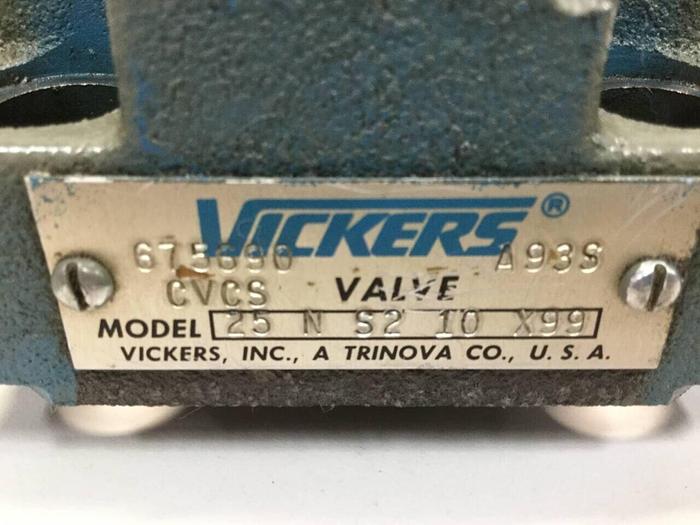 VICKERS®
675690 A93S
CVCS VALVE
MODEL 25 N S2 10 X99
VICKERS, INC., A TRINOVA CO., U.S.A.